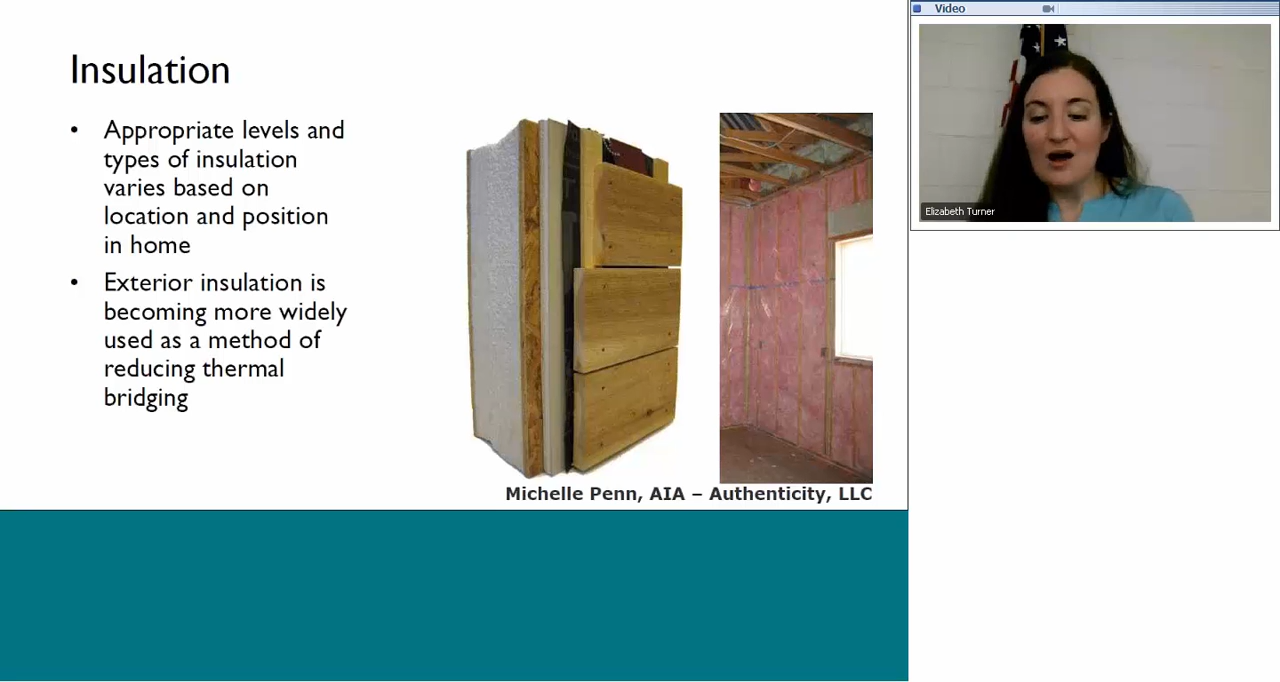 Insulation
• Appropriate levels and
types of insulation
varies based on
location and position
in home
• Exterior insulation is
becoming more widely
used as a method of
reducing thermal
bridging
Michelle Penn, AIA – Authenticity, LLC
Video
Elizabeth Turner